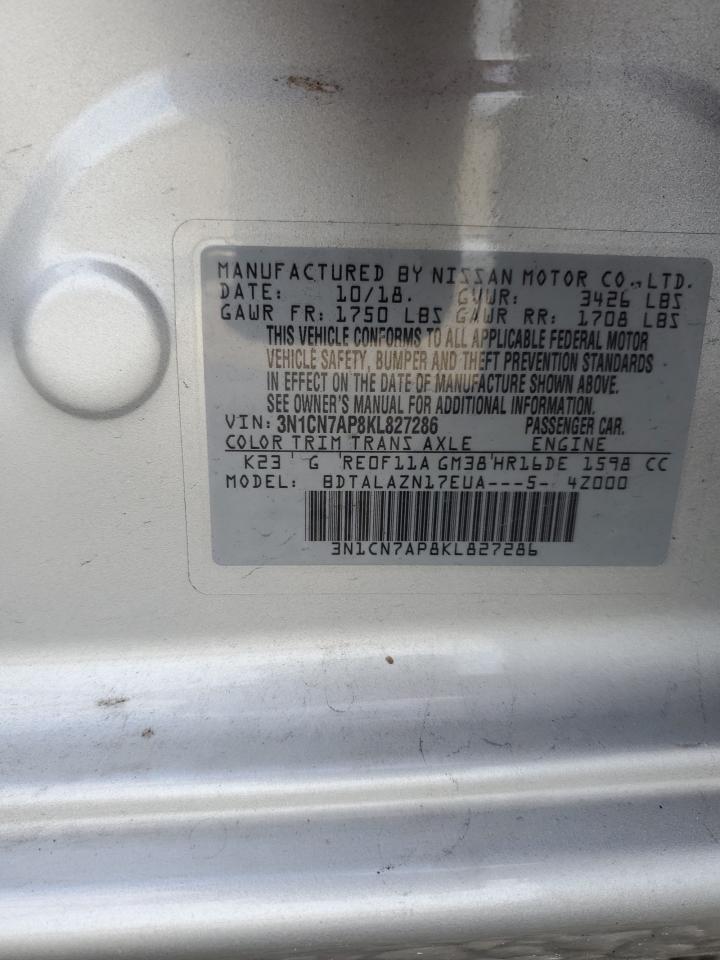 MANUFACTURED BY NISSAN MOTOR CO., LTD.
DATE: 10/18. GVWR: 3426 LBS
GAWR FR: 1750 LBS GAWR RR: 1708 LBS
THIS VEHICLE CONFORMS TO ALL APPLICABLE FEDERAL MOTOR
VEHICLE SAFETY, BUMPER AND THEFT PREVENTION STANDARDS
IN EFFECT ON THE DATE OF MANUFACTURE SHOWN ABOVE.
SEE OWNER'S MANUAL FOR ADDITIONAL INFORMATION.
VIN: 3N1CN7AP8KL827286 PASSENGER CAR.
COLOR TRIM TRANS AXLE ENGINE
K23 G RE0F11A GM38 HR16DE 1598 CC
MODEL: BDTALAZN17EUA---5- 4Z000
3N1CN7AP8KL827286